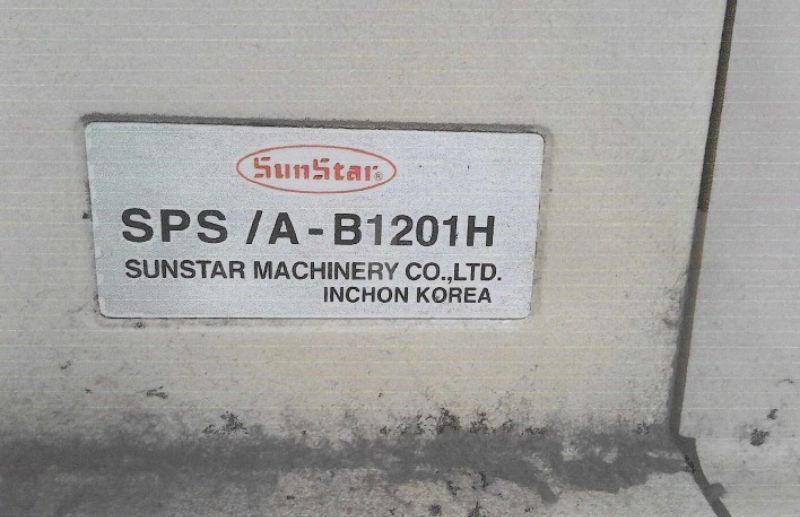 SunStar®
SPS /A-B1201H
SUNSTAR MACHINERY CO.,LTD.
INCHON KOREA